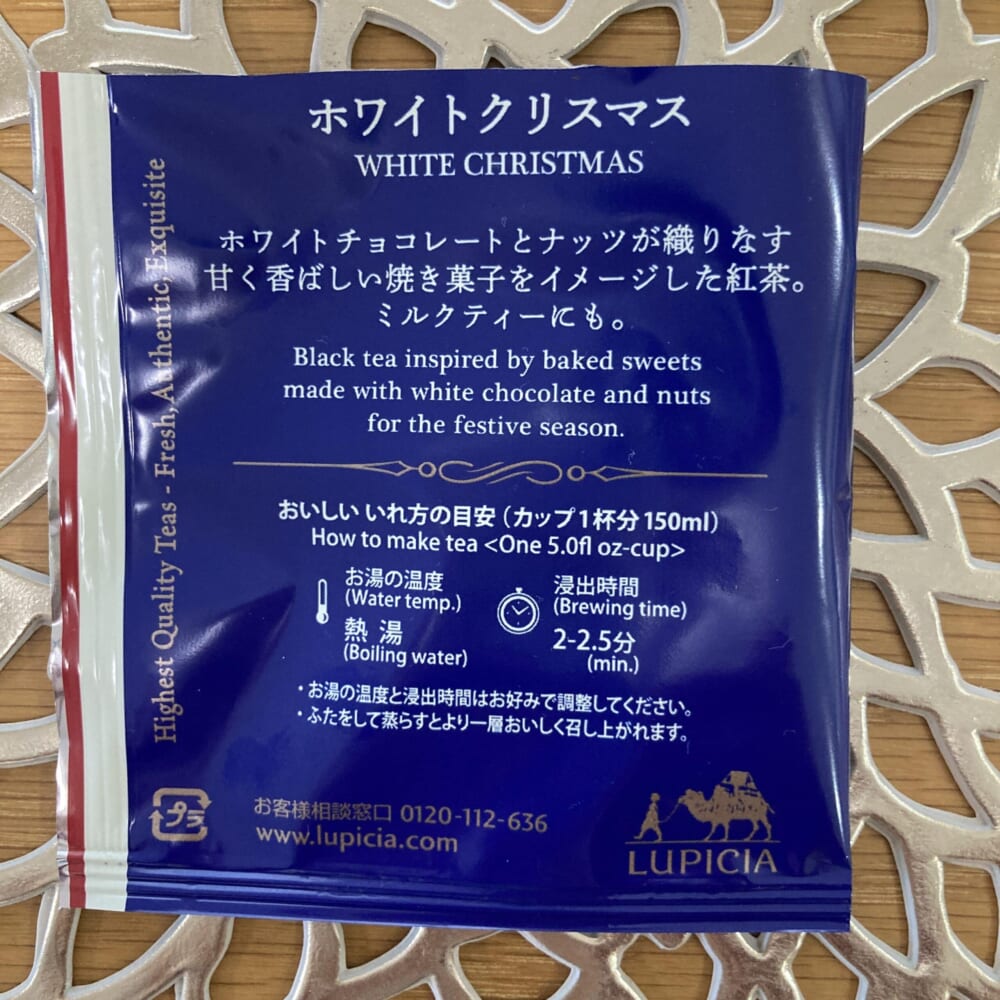 ホワイトクリスマス
WHITE CHRISTMAS
ホワイトチョコレートとナッツが織りなす
甘く香ばしい焼き菓子をイメージした紅茶。
ミルクティーにも。
Black tea inspired by baked sweets
made with white chocolate and nuts
for the festive season.
おいしい いれ方の目安（カップ1杯分 150ml）
How to make tea <One 5.0fl oz-cup>
お湯の温度
(Water temp.)
熱 湯
(Boiling water)
浸出時間
(Brewing time)
2-2.5分
(min.)
・お湯の温度と浸出時間はお好みで調整してください。
・ふたをして蒸らすとより一層おいしく召し上がれます。
プラ
お客様相談窓口 0120-112-636
www.lupicia.com
LUPICIA
Highest Quality Teas - Fresh, Authentic, Exquisite